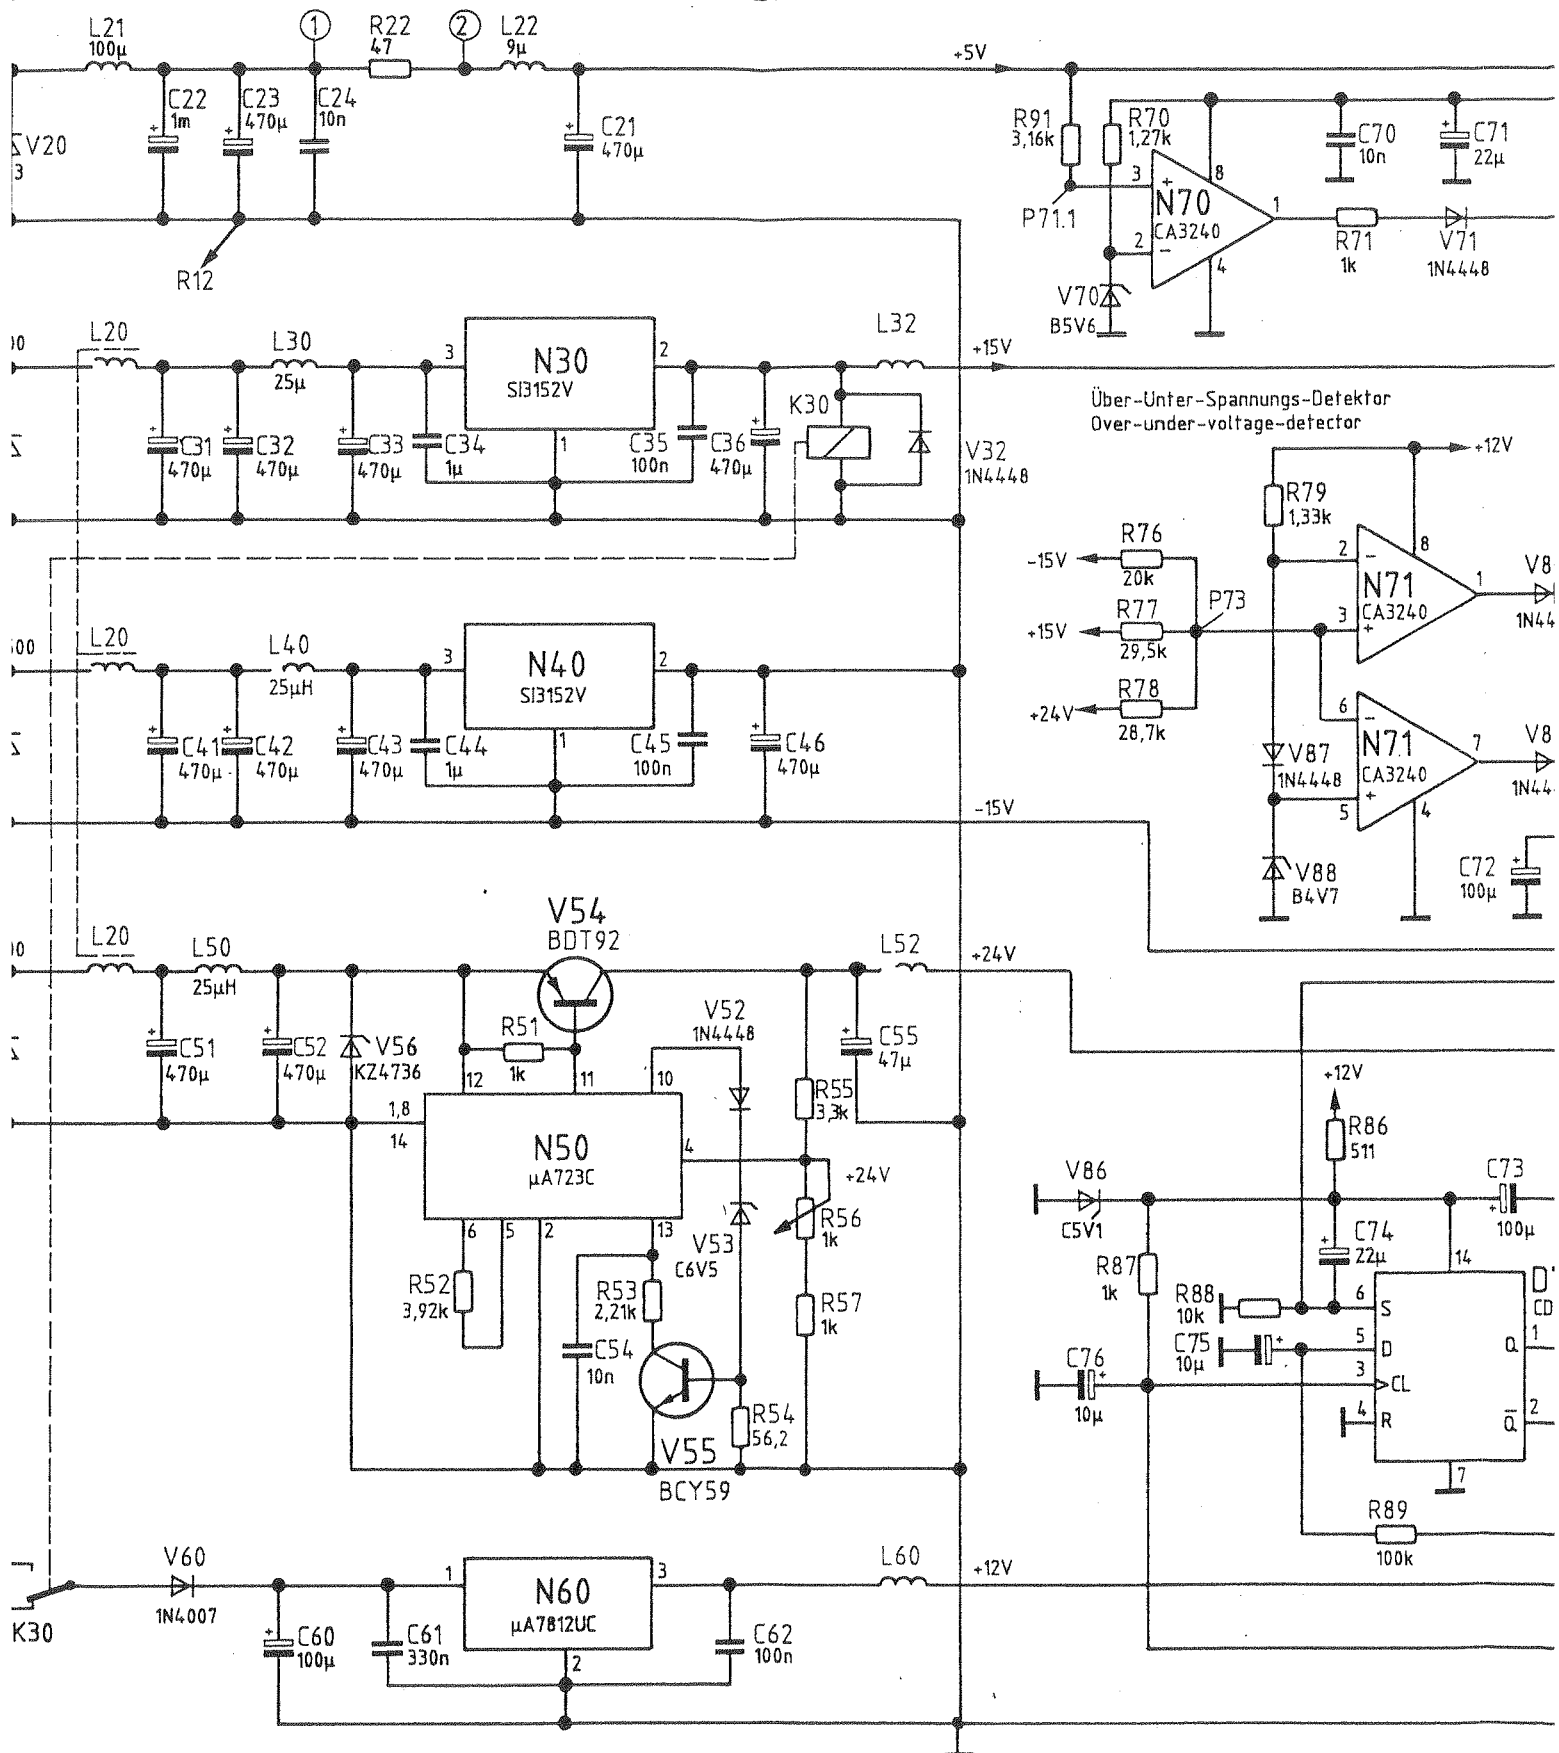 L21
100µ
1
R22
47
2
L22
9µ
+5V
C22
1m
C23
470µ
C24
10n
C21
470µ
V20
3
R12
R91
3,16k
R70
1,27k
P71.1
3
+
2
−
8
N70
CA3240
4
1
C70
10n
C71
22µ
R71
1k
V71
1N4448
V70
B5V6
L20
L30
25µ
3
N30
SI3152V
2
1
L32
+15V
C31
470µ
C32
470µ
C33
470µ
C34
1µ
C35
100n
C36
470µ
K30
V32
1N4448
Über-Unter-Spannungs-Detektor
Over-under-voltage-detector
+12V
R79
1,33k
R76
-15V
20k
R77
+15V
29,5k
R78
+24V
28,7k
P73
2
−
3
+
8
N71
CA3240
1
V8
1N44
6
−
5
+
N71
CA3240
7
4
V8
1N44
V87
1N4448
V88
B4V7
C72
100µ
L20
L40
25µH
3
N40
SI3152V
2
1
C41
470µ
C42
470µ
C43
470µ
C44
1µ
C45
100n
C46
470µ
-15V
L20
L50
25µH
V54
BDT92
L52
+24V
C51
470µ
C52
470µ
V56
KZ4736
R51
1k
V52
1N4448
C55
47µ
12
11
10
R55
3,3k
1,8
14
N50
µA723C
4
+24V
6
5
2
13
R56
1k
V53
C6V5
R52
3,92k
R53
2,21k
R57
1k
C54
10n
R54
56,2
V55
BCY59
+12V
R86
511
V86
C5V1
C73
100µ
C74
22µ
14
R87
1k
R88
10k
6
S
C75
10µ
5
D
C76
10µ
3
CL
4
R
D
CD
1
Q
2
Q̅
7
R89
100k
K30
V60
1N4007
1
N60
µA7812UC
3
2
L60
+12V
C60
100µ
C61
330n
C62
100n